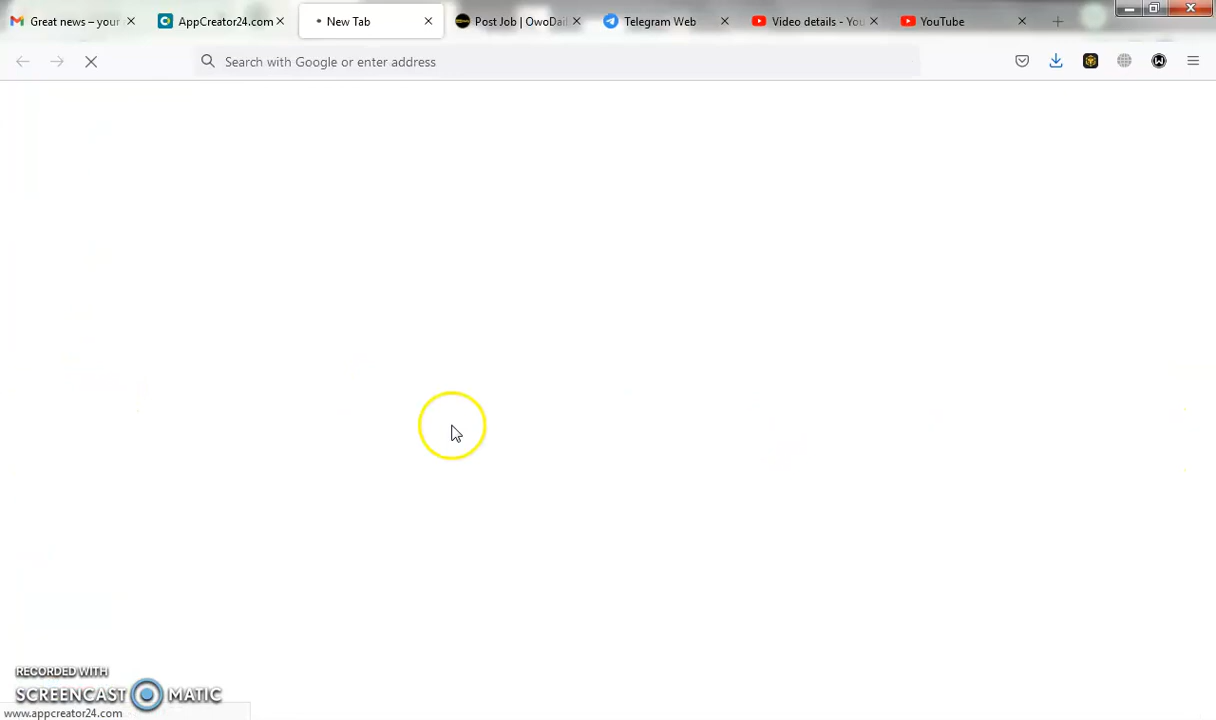 Great news – your
AppCreator24.com
New Tab
Post Job | OwoDail
Telegram Web
Video details - You
YouTube
Search with Google or enter address
RECORDED WITH
SCREENCAST MATIC
www.appcreator24.com